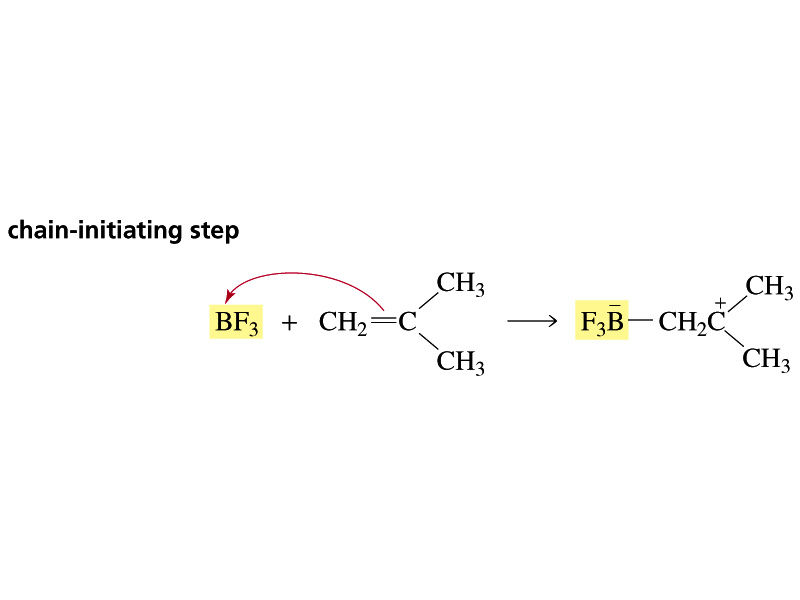 chain-initiating step
CH₃ CH₃
BF₃ + CH₂═C ⟶ F₃B̅—CH₂C⁺
CH₃ CH₃